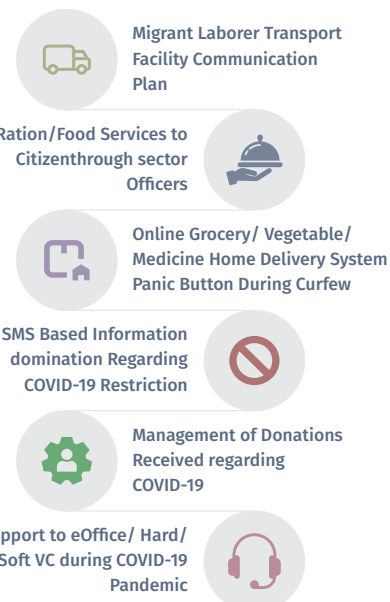 Migrant Laborer Transport
Facility Communication
Plan
Ration/Food Services to
Citizenthrough sector
Officers
Online Grocery/ Vegetable/
Medicine Home Delivery System
Panic Button During Curfew
SMS Based Information
domination Regarding
COVID-19 Restriction
Management of Donations
Received regarding
COVID-19
pport to eOffice/ Hard/
Soft VC during COVID-19
Pandemic